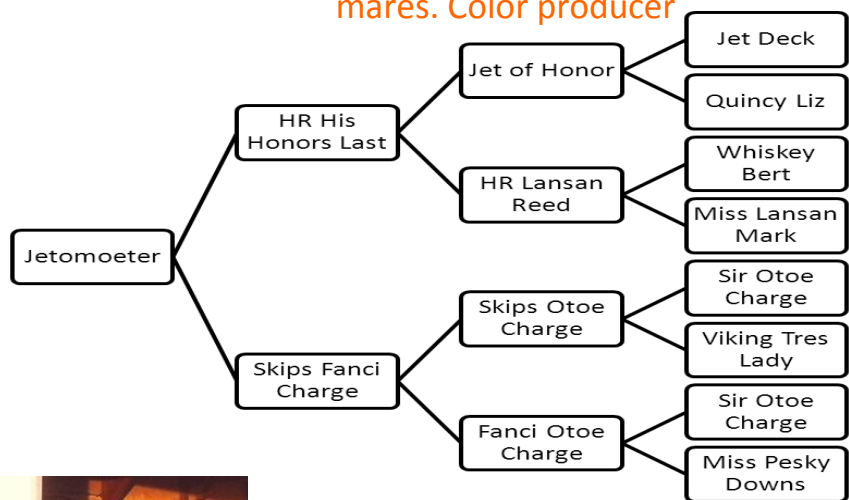 mares. Color producer
Jetomoeter
HR His
Honors Last
Skips Fanci
Charge
Jet of Honor
HR Lansan
Reed
Skips Otoe
Charge
Fanci Otoe
Charge
Jet Deck
Quincy Liz
Whiskey
Bert
Miss Lansan
Mark
Sir Otoe
Charge
Viking Tres
Lady
Sir Otoe
Charge
Miss Pesky
Downs